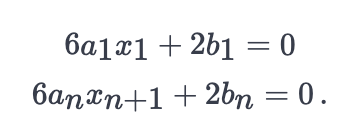 6a₁x₁ + 2b₁ = 0
6aₙxₙ₊₁ + 2bₙ = 0 .